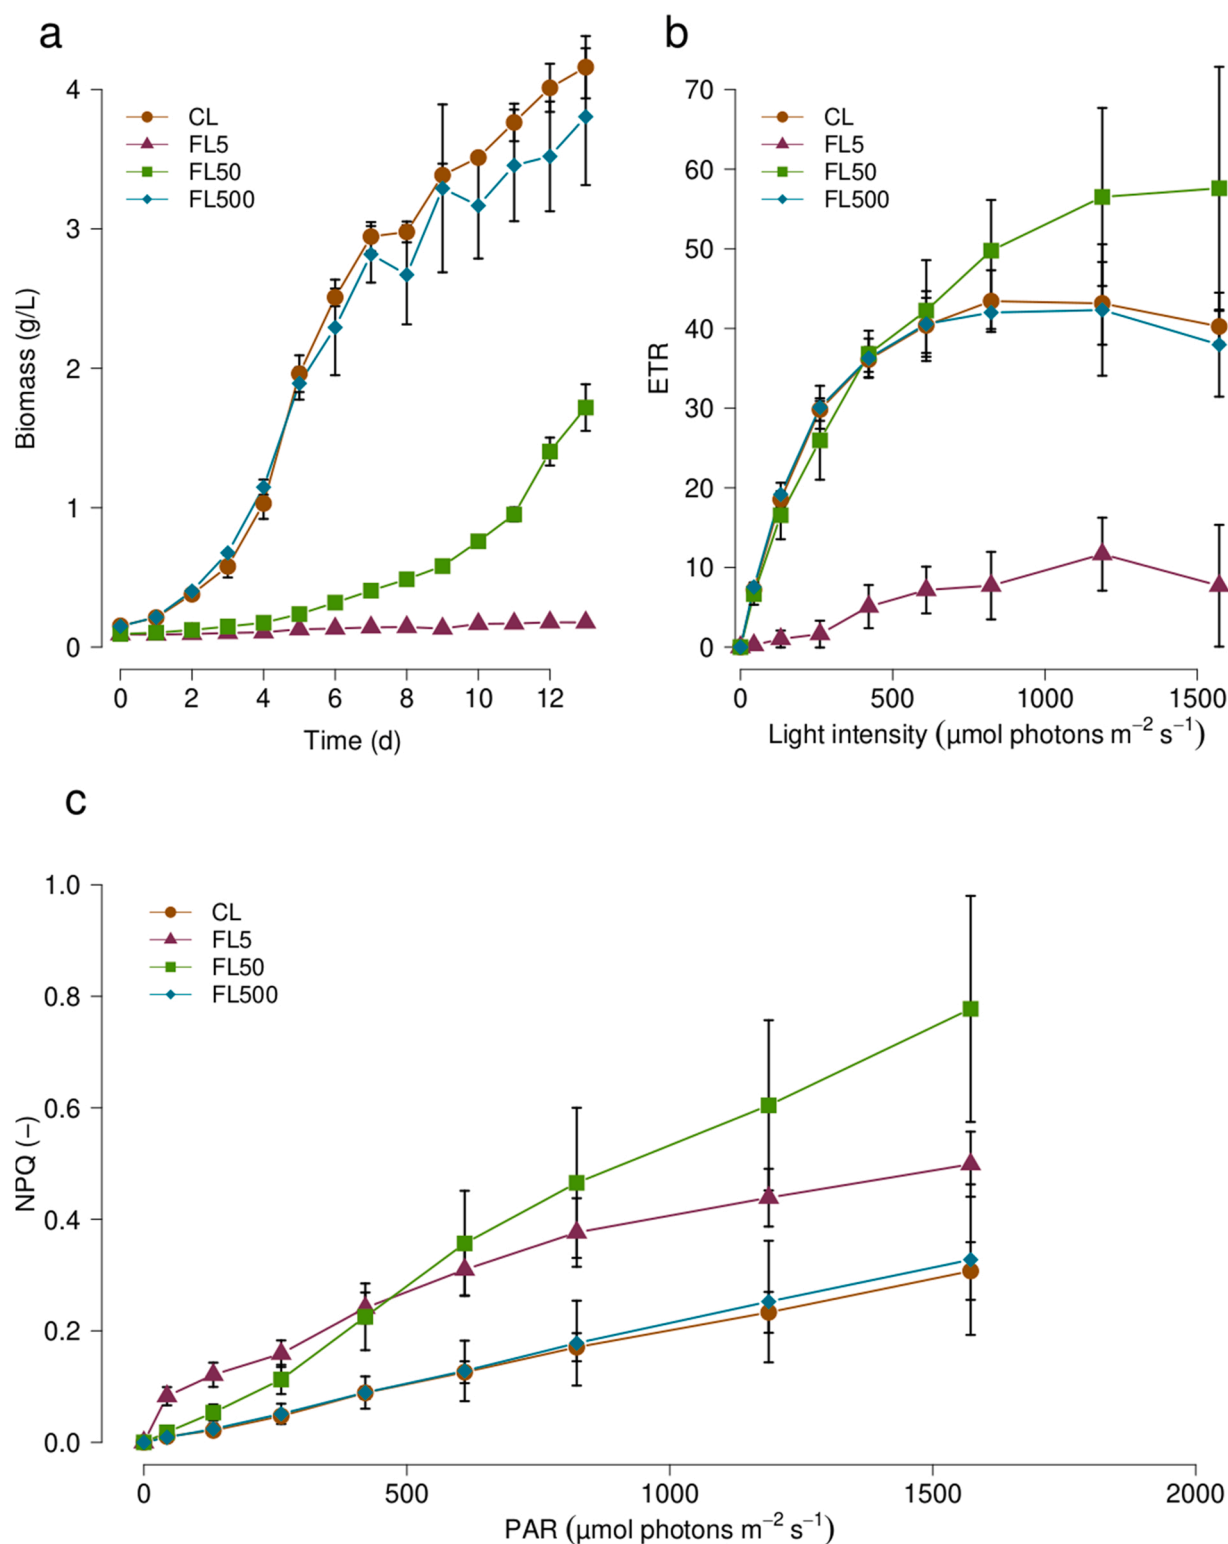 a
Biomass (g/L)
4
3
2
1
0
CL
FL5
FL50
FL500
0 2 4 6 8 10 12
Time (d)
b
ETR
70
60
50
40
30
20
10
0
CL
FL5
FL50
FL500
0 500 1000 1500
Light intensity (μmol photons m⁻² s⁻¹)
c
NPQ (−)
1.0
0.8
0.6
0.4
0.2
0.0
CL
FL5
FL50
FL500
0 500 1000 1500 2000
PAR (μmol photons m⁻² s⁻¹)